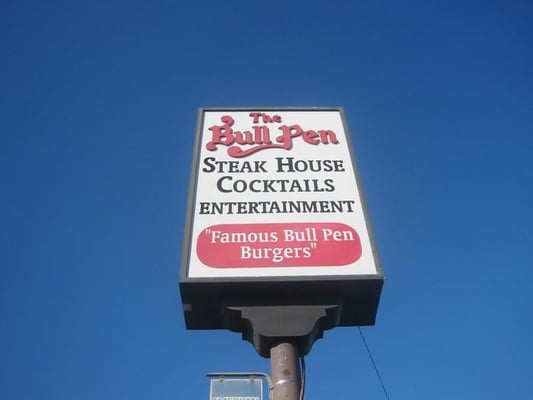 The
Bull Pen
STEAK HOUSE
COCKTAILS
ENTERTAINMENT
"Famous Bull Pen
Burgers"